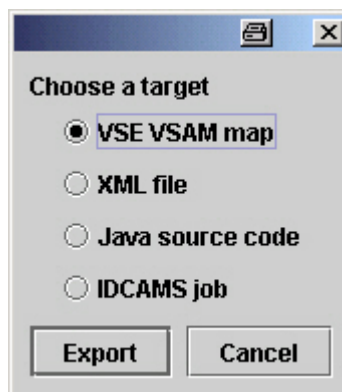 Choose a target
VSE VSAM map
XML file
Java source code
IDCAMS job
Export Cancel